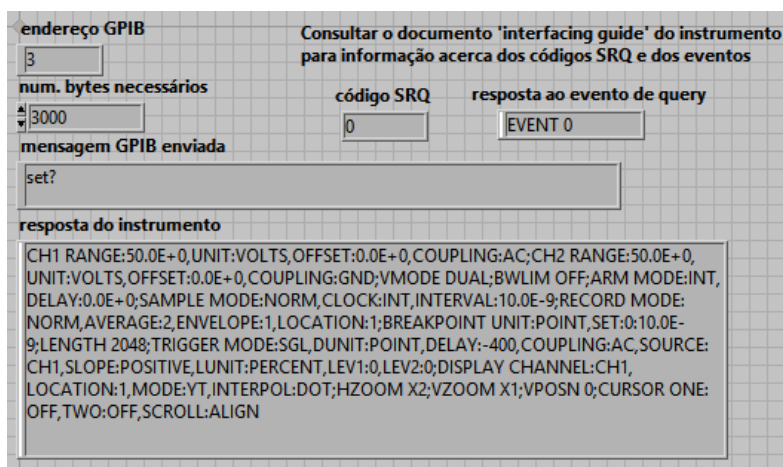 endereço GPIB
Consultar o documento 'interfacing guide' do instrumento
para informação acerca dos códigos SRQ e dos eventos
3
num. bytes necessários
código SRQ
resposta ao evento de query
3000
0
EVENT 0
mensagem GPIB enviada
set?
resposta do instrumento
CH1 RANGE:50.0E+0,UNIT:VOLTS,OFFSET:0.0E+0,COUPLING:AC;CH2 RANGE:50.0E+0,
UNIT:VOLTS,OFFSET:0.0E+0,COUPLING:GND;VMODE DUAL;BWLIM OFF;ARM MODE:INT,
DELAY:0.0E+0;SAMPLE MODE:NORM,CLOCK:INT,INTERVAL:10.0E-9;RECORD MODE:
NORM,AVERAGE:2,ENVELOPE:1,LOCATION:1;BREAKPOINT UNIT:POINT,SET:0:10.0E-
9;LENGTH 2048;TRIGGER MODE:SGL,DUNIT:POINT,DELAY:-400,COUPLING:AC,SOURCE:
CH1,SLOPE:POSITIVE,LUNIT:PERCENT,LEV1:0,LEV2:0;DISPLAY CHANNEL:CH1,
LOCATION:1,MODE:YT,INTERPOL:DOT;HZOOM X2;VZOOM X1;VPOSN 0;CURSOR ONE:
OFF,TWO:OFF,SCROLL:ALIGN